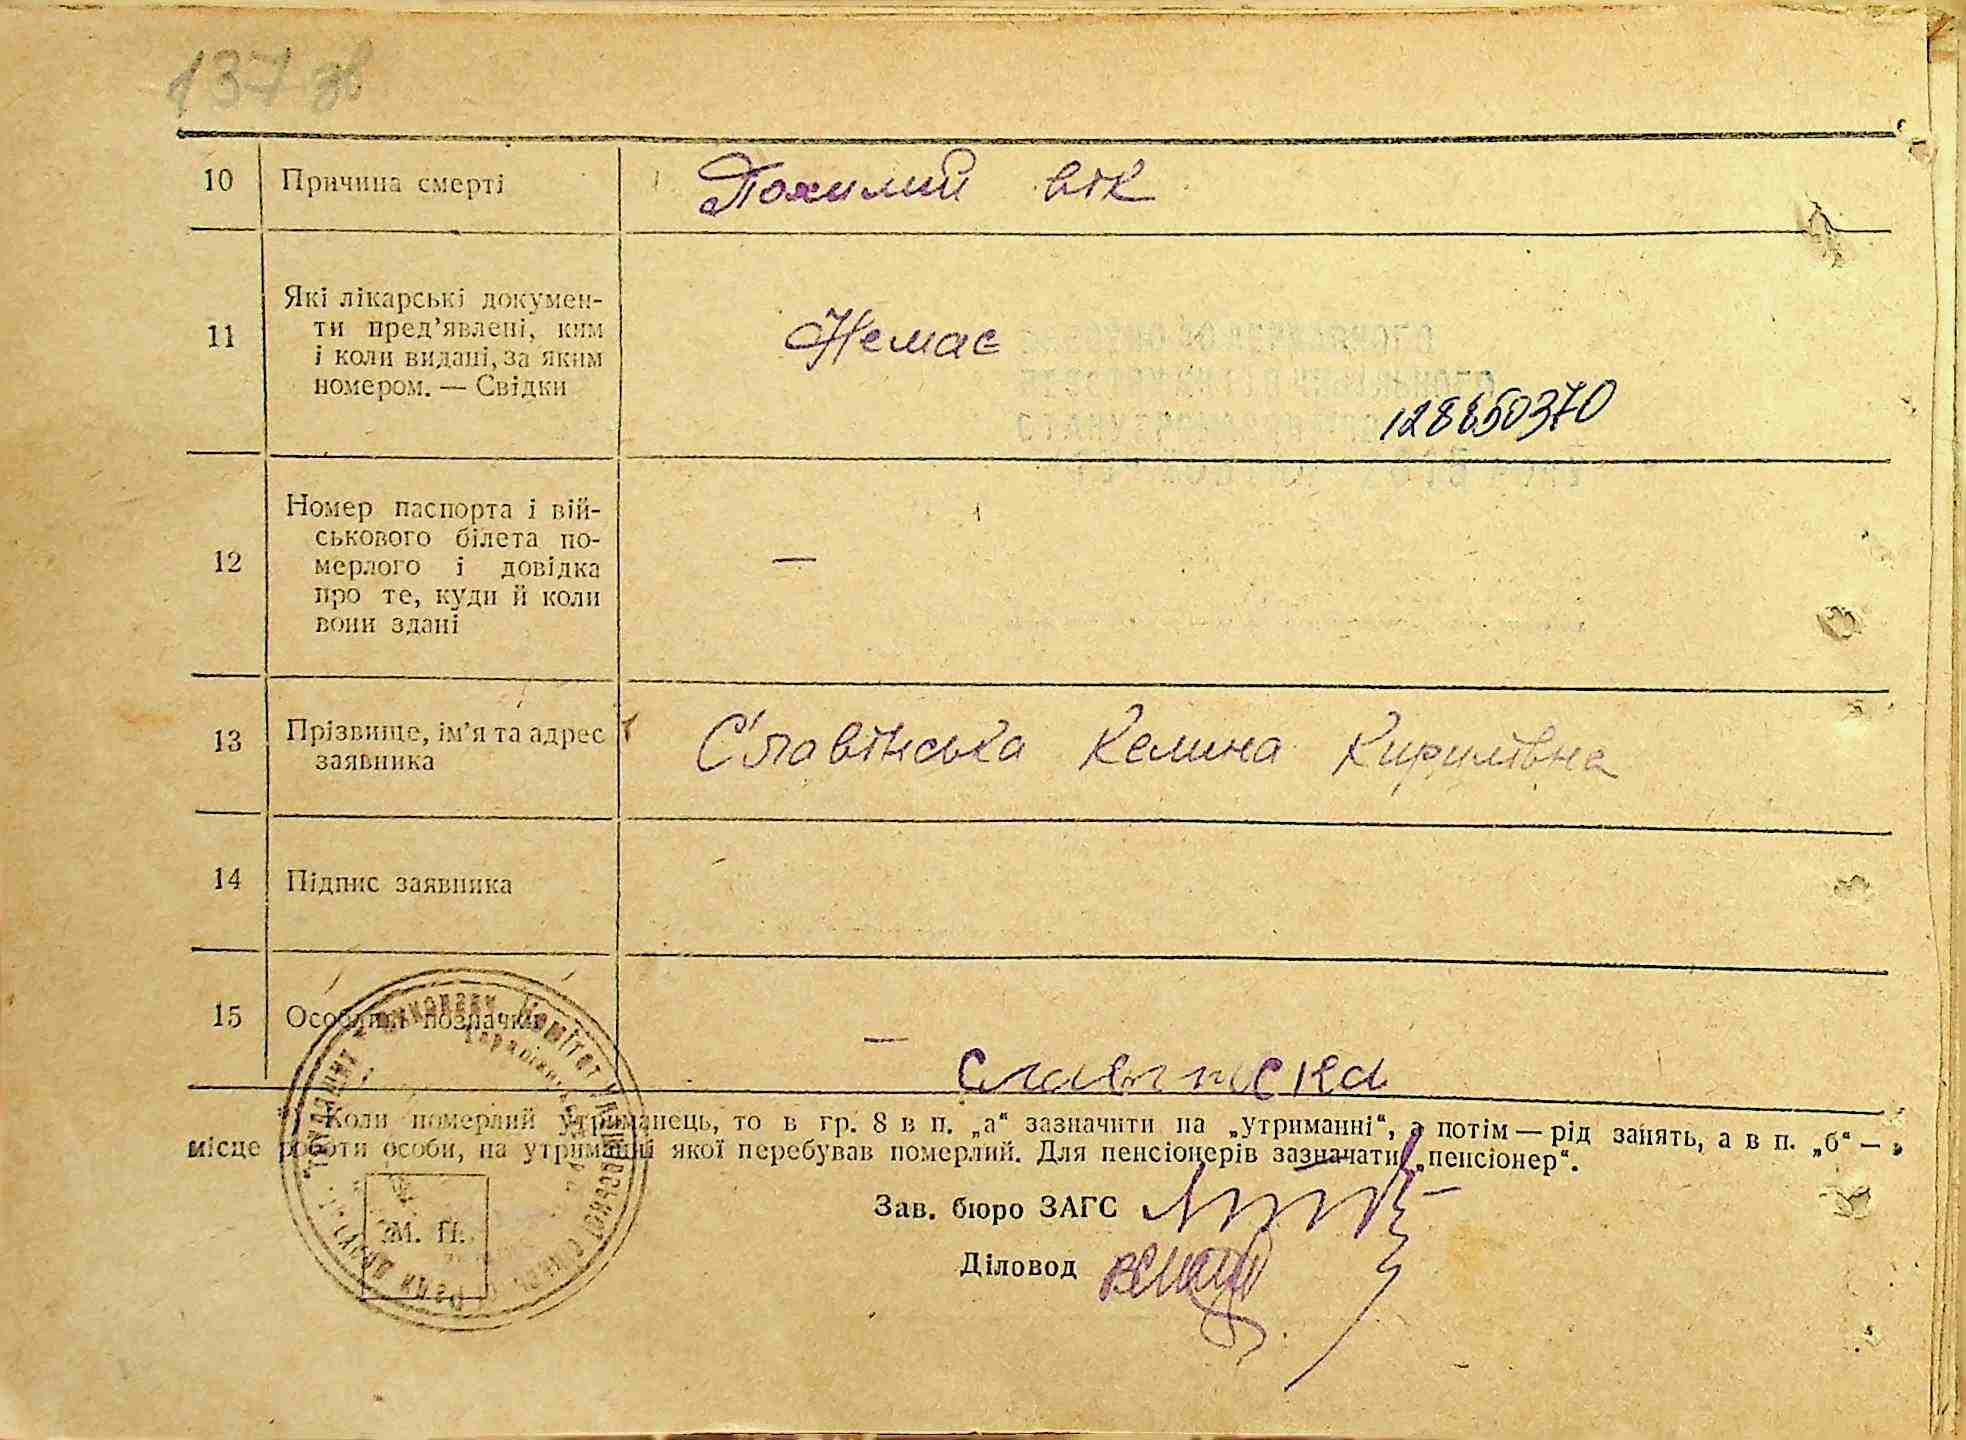 137 зв
10 Причина смерті Похилий вік
11 Які лікарські докумен-
ти пред’явлені, ким
і коли видані, за яким
номером. — Свідки
Немає
128650370
12 Номер паспорта і вій-
ськового білета по-
мерлого і довідка
про те, куди й коли
вони здані
—
13 Прізвище, ім’я та адрес
заявника
Славінська Келина Кирилівна
14 Підпис заявника
15 Особливі позначки
—
*) Коли померлий утриманець, то в гр. 8 в п. „а“ зазначити на „утриманні“, а потім — рід занять, а в п. „б“ —
місце роботи особи, на утриманні якої перебував померлий. Для пенсіонерів зазначати „пенсіонер“.
Зав. бюро ЗАГС
Діловод
М. П.